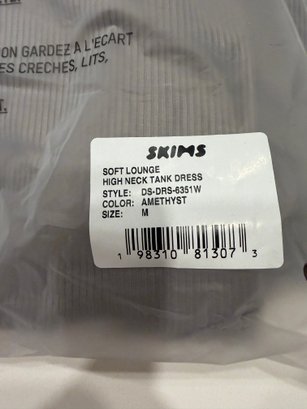 ON GARDEZ A L'ECART
ES CRECHES, LITS,
T.
SKIMS
SOFT LOUNGE
HIGH NECK TANK DRESS
STYLE: DS-DRS-6351W
COLOR: AMETHYST
SIZE: M
1 98310 81307 3